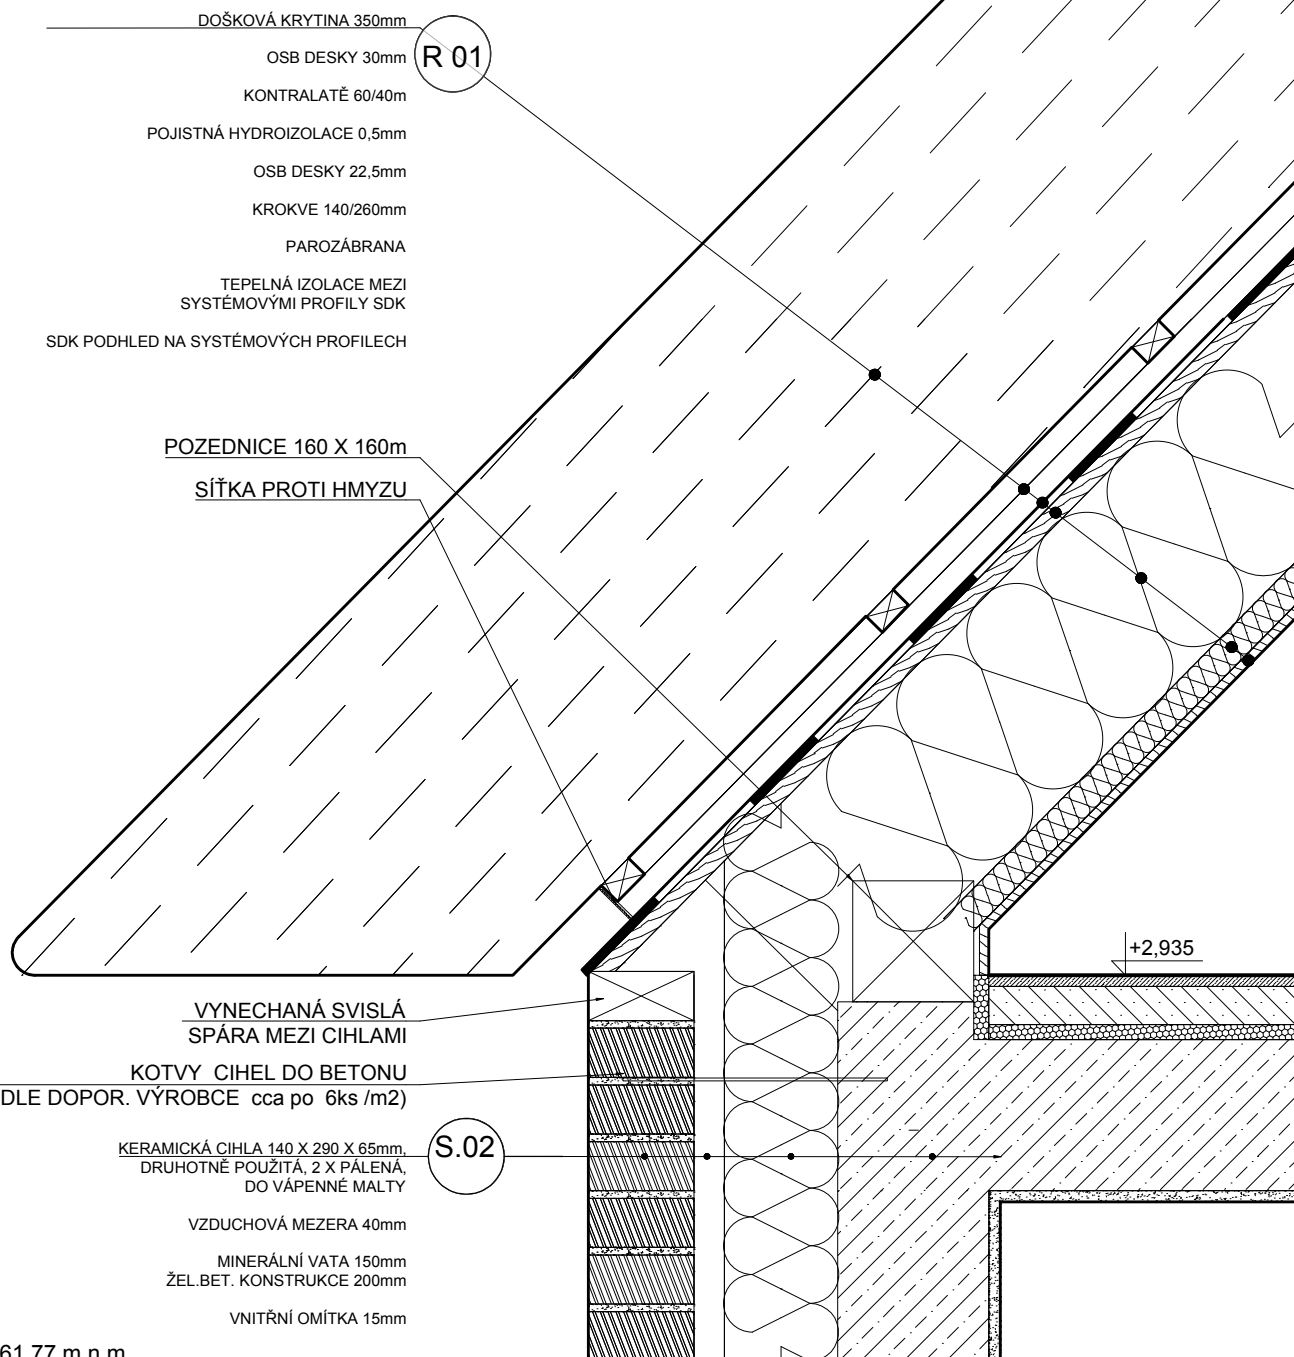 DOŠKOVÁ KRYTINA 350mm
R 01
OSB DESKY 30mm
KONTRALATĚ 60/40m
POJISTNÁ HYDROIZOLACE 0,5mm
OSB DESKY 22,5mm
KROKVE 140/260mm
PAROZÁBRANA
TEPELNÁ IZOLACE MEZI
SYSTÉMOVÝMI PROFILY SDK
SDK PODHLED NA SYSTÉMOVÝCH PROFILECH
POZEDNICE 160 X 160m
SÍŤKA PROTI HMYZU
+2,935
VYNECHANÁ SVISLÁ
SPÁRA MEZI CIHLAMI
KOTVY CIHEL DO BETONU
DLE DOPOR. VÝROBCE cca po 6ks /m2)
S.02
KERAMICKÁ CIHLA 140 X 290 X 65mm,
DRUHOTNĚ POUŽITÁ, 2 X PÁLENÁ,
DO VÁPENNÉ MALTY
VZDUCHOVÁ MEZERA 40mm
MINERÁLNÍ VATA 150mm
ŽEL.BET. KONSTRUKCE 200mm
VNITŘNÍ OMÍTKA 15mm
61,77 m n m